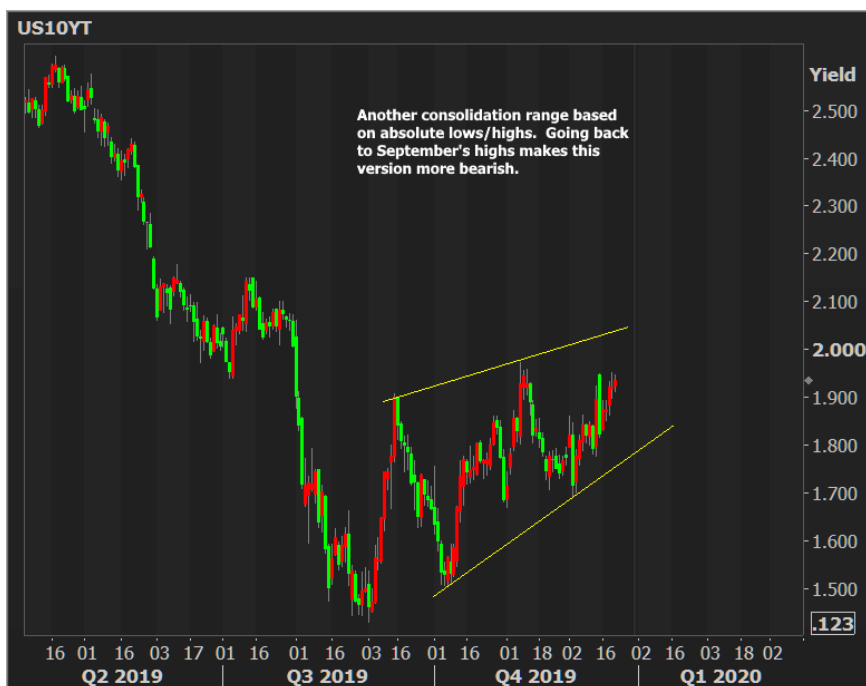 US10YT
Yield
Another consolidation range based
on absolute lows/highs.  Going back
to September's highs makes this
version more bearish.
2.500
2.400
2.300
2.200
2.100
2.000
1.900
1.800
1.700
1.600
1.500
.123
16 01 16 03 17 01 16 01 16 03 16 01 16 01 18 02 16 02 16 03 18 02
Q2 2019 Q3 2019 Q4 2019 Q1 2020